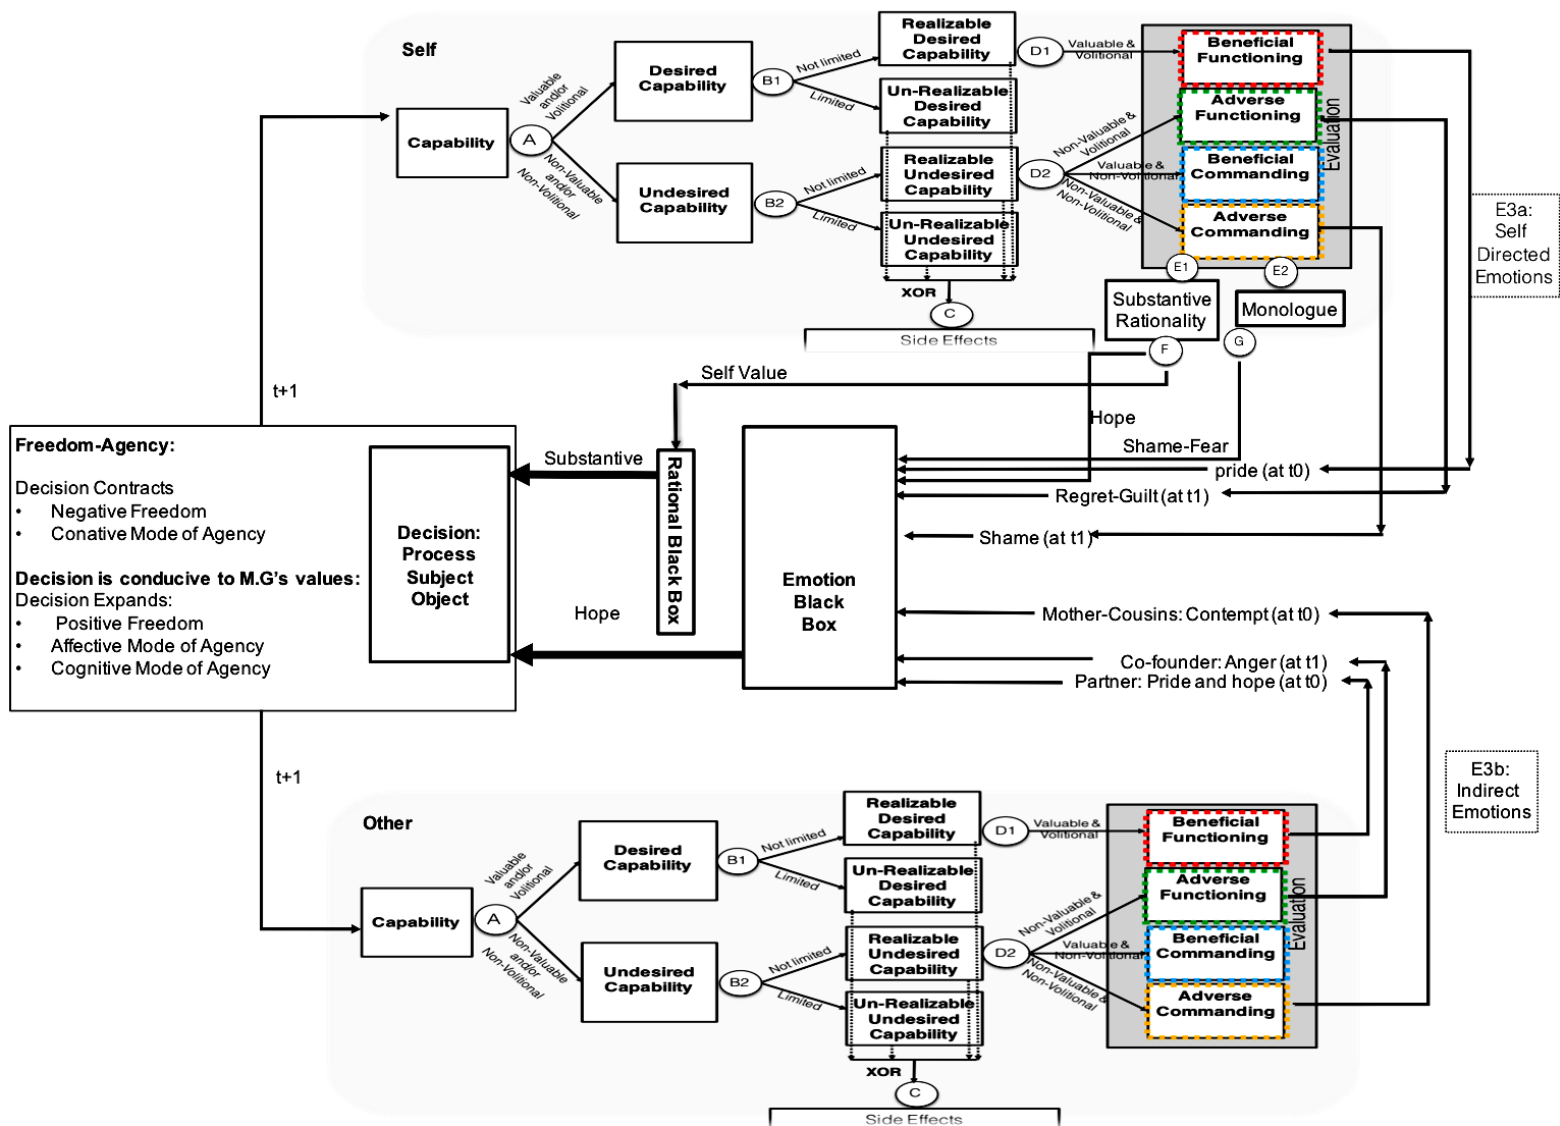 Self
Capability
A
Valuable
and/or
Volitional
Non-Valuable
and/or
Non-Volitional
Desired
Capability
Undesired
Capability
B1
Not limited
Limited
B2
Not limited
Limited
Realizable
Desired
Capability
Un-Realizable
Desired
Capability
Realizable
Undesired
Capability
Un-Realizable
Undesired
Capability
XOR
C
Side Effects
D1
Valuable &
Volitional
D2
Non-Valuable &
Volitional
Valuable &
Non-Volitional
Non-Valuable &
Non-Volitional
Beneficial
Functioning
Adverse
Functioning
Beneficial
Commanding
Adverse
Commanding
Evaluation
E1
E2
Substantive
Rationality
Monologue
F
G
E3a:
Self
Directed
Emotions
t+1
Self Value
Hope
Shame-Fear
pride (at t0)
Regret-Guilt (at t1)
Shame (at t1)
Freedom-Agency:
Decision Contracts
• Negative Freedom
• Conative Mode of Agency
Decision is conducive to M.G's values:
Decision Expands:
• Positive Freedom
• Affective Mode of Agency
• Cognitive Mode of Agency
Decision:
Process
Subject
Object
Substantive
Hope
Rational Black Box
Emotion
Black
Box
Mother-Cousins: Contempt (at t0)
Co-founder: Anger (at t1)
Partner: Pride and hope (at t0)
t+1
E3b:
Indirect
Emotions
Other
Capability
A
Valuable
and/or
Volitional
Non-Valuable
and/or
Non-Volitional
Desired
Capability
Undesired
Capability
B1
Not limited
Limited
B2
Not limited
Limited
Realizable
Desired
Capability
Un-Realizable
Desired
Capability
Realizable
Undesired
Capability
Un-Realizable
Undesired
Capability
XOR
C
Side Effects
D1
Valuable &
Volitional
D2
Non-Valuable &
Volitional
Valuable &
Non-Volitional
Non-Valuable &
Non-Volitional
Beneficial
Functioning
Adverse
Functioning
Beneficial
Commanding
Adverse
Commanding
Evaluation